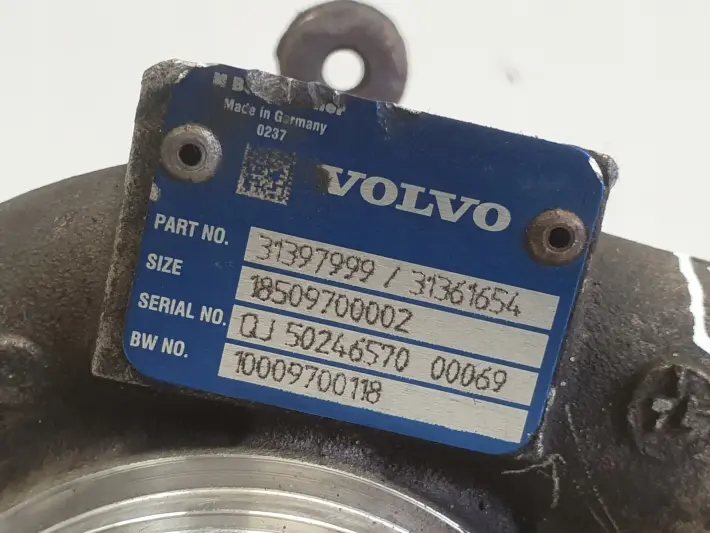 Made in Germany
0237
VOLVO
PART NO. 31397999 / 31361654
SIZE 18509700002
SERIAL NO. QJ 50246570 00069
BW NO. 10009700118